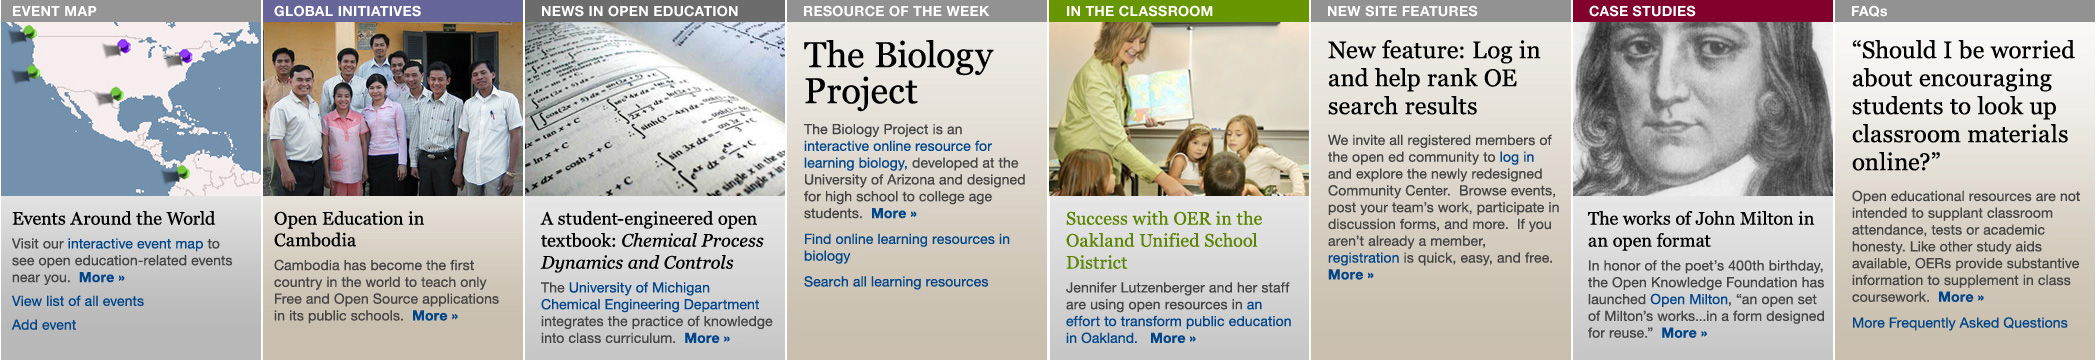 EVENT MAP
Events Around the World
Visit our interactive event map to
see open education-related events
near you. More »
View list of all events
Add event
GLOBAL INITIATIVES
Open Education in
Cambodia
Cambodia has become the first
country in the world to teach only
Free and Open Source applications
in its public schools. More »
NEWS IN OPEN EDUCATION
A student-engineered open
textbook: Chemical Process
Dynamics and Controls
The University of Michigan
Chemical Engineering Department
integrates the practice of knowledge
into class curriculum. More »
RESOURCE OF THE WEEK
The Biology
Project
The Biology Project is an
interactive online resource for
learning biology, developed at the
University of Arizona and designed
for high school to college age
students. More »
Find online learning resources in
biology
Search all learning resources
IN THE CLASSROOM
Success with OER in the
Oakland Unified School
District
Jennifer Lutzenberger and her staff
are using open resources in an
effort to transform public education
in Oakland. More »
NEW SITE FEATURES
New feature: Log in
and help rank OE
search results
We invite all registered members of
the open ed community to log in
and explore the newly redesigned
Community Center. Browse events,
post your team's work, participate in
discussion forms, and more. If you
aren't already a member,
registration is quick, easy, and free.
More »
CASE STUDIES
The works of John Milton in
an open format
In honor of the poet's 400th birthday,
the Open Knowledge Foundation has
launched Open Milton, “an open set
of Milton's works...in a form designed
for reuse.” More »
FAQs
“Should I be worried
about encouraging
students to look up
classroom materials
online?”
Open educational resources are not
intended to supplant classroom
attendance, tests or academic
honesty. Like other study aids
available, OERs provide substantive
information to supplement in class
coursework. More »
More Frequently Asked Questions